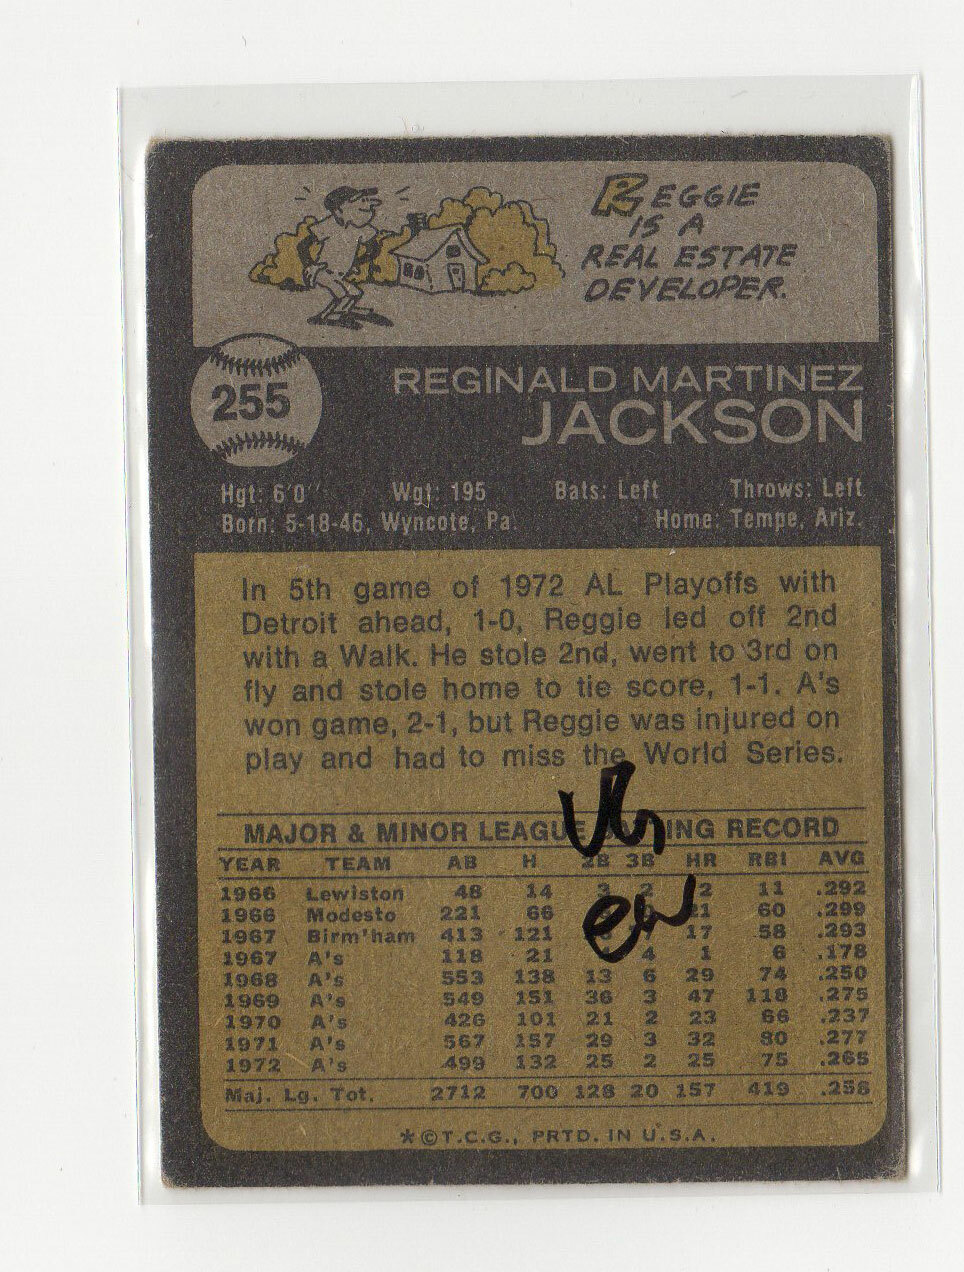 REGGIE
IS A
REAL ESTATE
DEVELOPER.
255
REGINALD MARTINEZ
JACKSON
Hgt: 6'0" Wgt: 195 Bats: Left Throws: Left
Born: 5-18-46, Wyncote, Pa. Home: Tempe, Ariz.
In 5th game of 1972 AL Playoffs with
Detroit ahead, 1-0, Reggie led off 2nd
with a Walk. He stole 2nd, went to 3rd on
fly and stole home to tie score, 1-1. A's
won game, 2-1, but Reggie was injured on
play and had to miss the World Series.
MAJOR & MINOR LEAGUE BATTING RECORD
YEAR TEAM AB H 2B 3B HR RBI AVG
1966 Lewiston 48 14 3 2 2 11 .292
1966 Modesto 221 66 21 60 .299
1967 Birm'ham 413 121 17 58 .293
1967 A's 118 21 4 1 6 .178
1968 A's 553 138 13 6 29 74 .250
1969 A's 549 151 36 3 47 118 .275
1970 A's 426 101 21 2 23 66 .237
1971 A's 567 157 29 3 32 80 .277
1972 A's 499 132 25 2 25 75 .265
Maj. Lg. Tot. 2712 700 128 20 157 419 .258
*©T.C.G., PRTD. IN U.S.A.